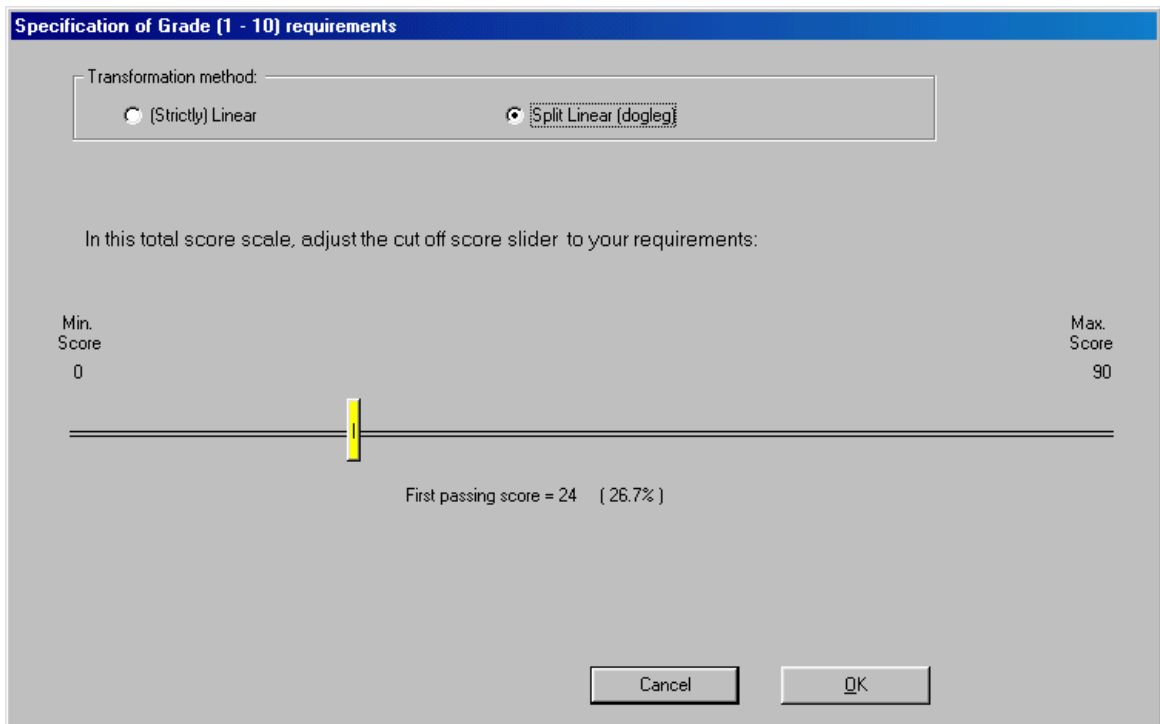 Specification of Grade (1 - 10) requirements
Transformation method:
(Strictly) Linear
Split Linear (dogleg)
In this total score scale, adjust the cut off score slider to your requirements:
Min.
Score
0
Max.
Score
90
First passing score = 24 ( 26.7% )
Cancel
OK